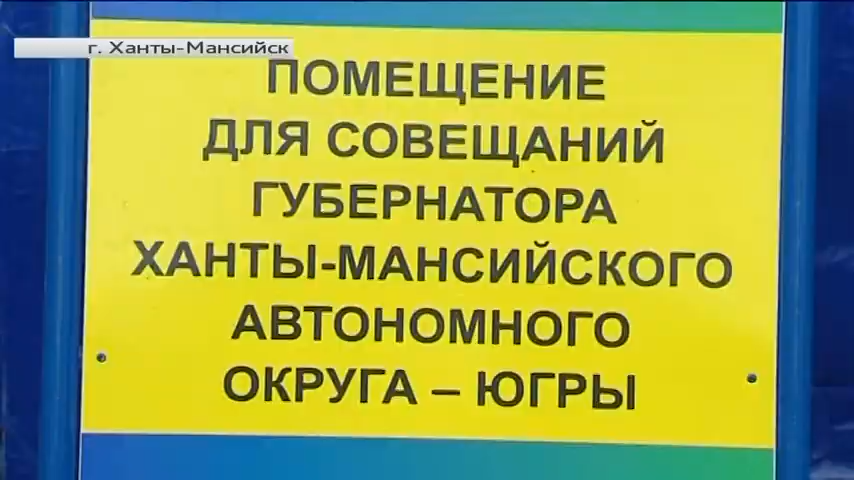 г. Ханты-Мансийск
ПОМЕЩЕНИЕ
ДЛЯ СОВЕЩАНИЙ
ГУБЕРНАТОРА
ХАНТЫ-МАНСИЙСКОГО
АВТОНОМНОГО
ОКРУГА – ЮГРЫ